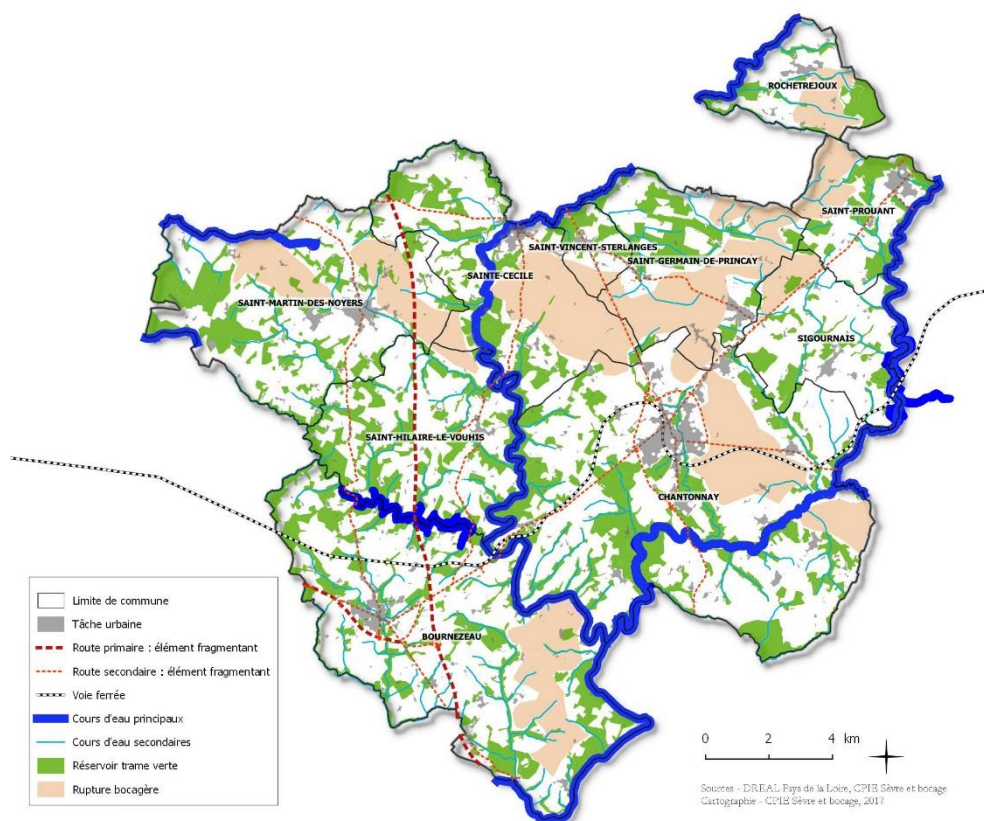 ROCHETREJOUX
SAINT-PROUANT
SAINT-VINCENT-STERLANGES
SAINT-GERMAIN-DE-PRINCAY
SAINTE-CECILE
SAINT-MARTIN-DES-NOYERS
SIGOURNAIS
SAINT-HILAIRE-LE-VOUHIS
CHANTONNAY
BOURNEZEAU
Limite de commune
Tâche urbaine
Route primaire : élément fragmentant
Route secondaire : élément fragmentant
Voie ferrée
Cours d'eau principaux
Cours d'eau secondaires
Réservoir trame verte
Rupture bocagère
0 2 4 km
Sources - DREAL Pays de la Loire, CPIE Sèvre et bocage
Cartographie - CPIE Sèvre et bocage, 2017